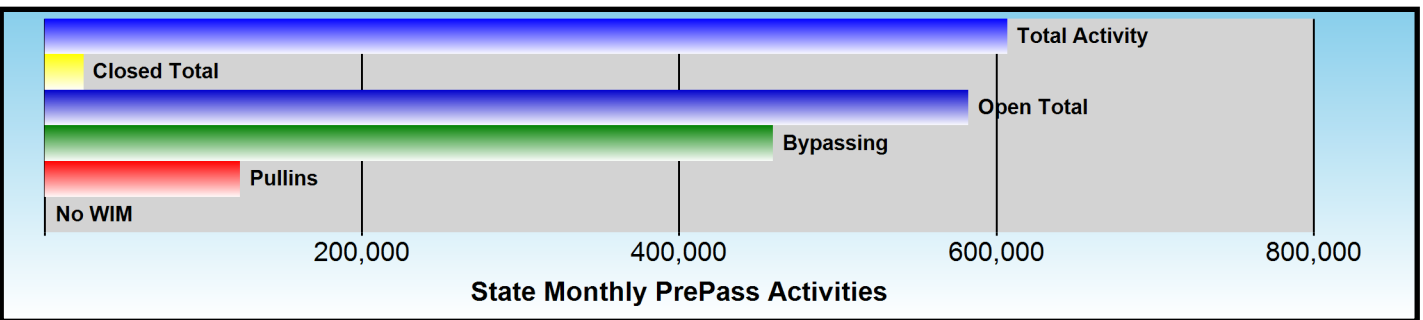 Total Activity
Closed Total
Open Total
Bypassing
Pullins
No WIM
200,000 400,000 600,000 800,000
State Monthly PrePass Activities